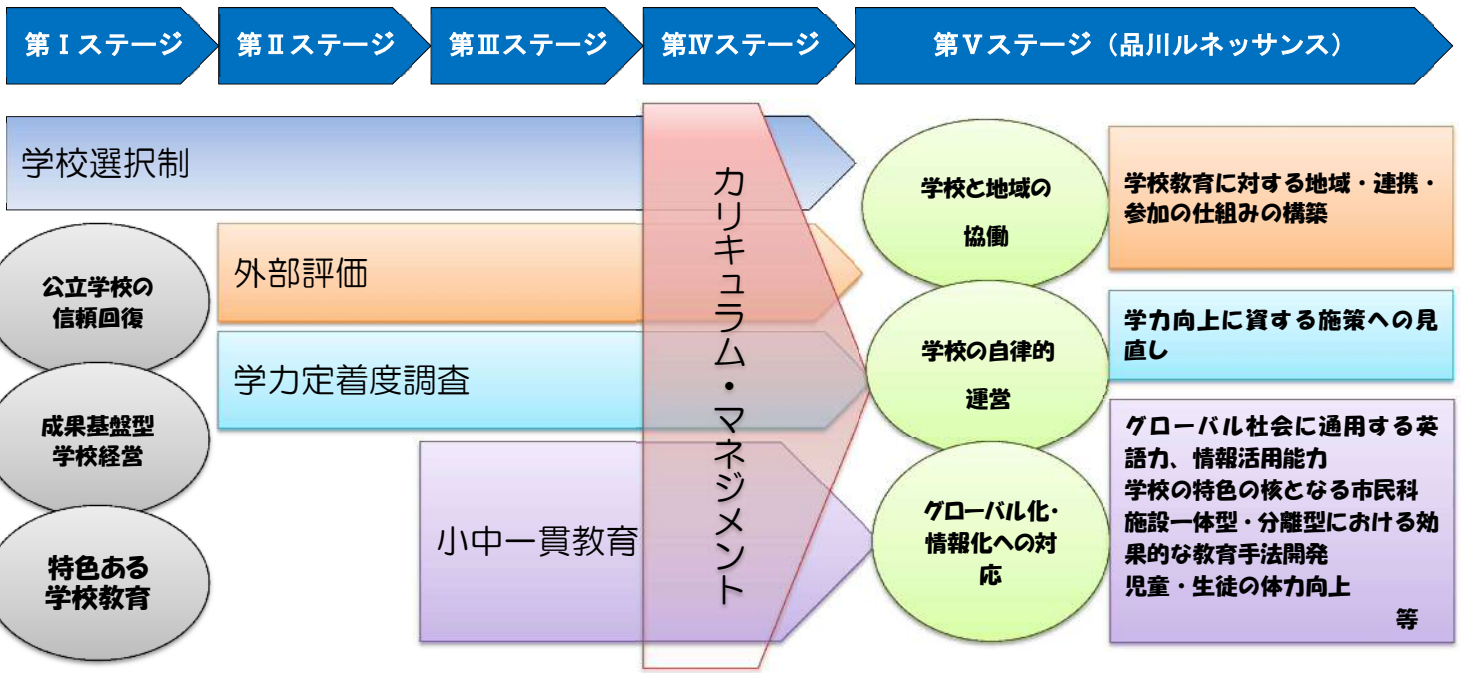 第Ⅰステージ
第Ⅱステージ
第Ⅲステージ
第Ⅳステージ
第Ⅴステージ（品川ルネッサンス）
学校選択制
公立学校の
信頼回復
成果基盤型
学校経営
特色ある
学校教育
外部評価
学力定着度調査
小中一貫教育
カリキュラム・マネジメント
学校と地域の
協働
学校の自律的
運営
グローバル化・
情報化への対
応
学校教育に対する地域・連携・
参加の仕組みの構築
学力向上に資する施策への見
直し
グローバル社会に通用する英
語力、情報活用能力
学校の特色の核となる市民科
施設一体型・分離型における効
果的な教育手法開発
児童・生徒の体力向上
等